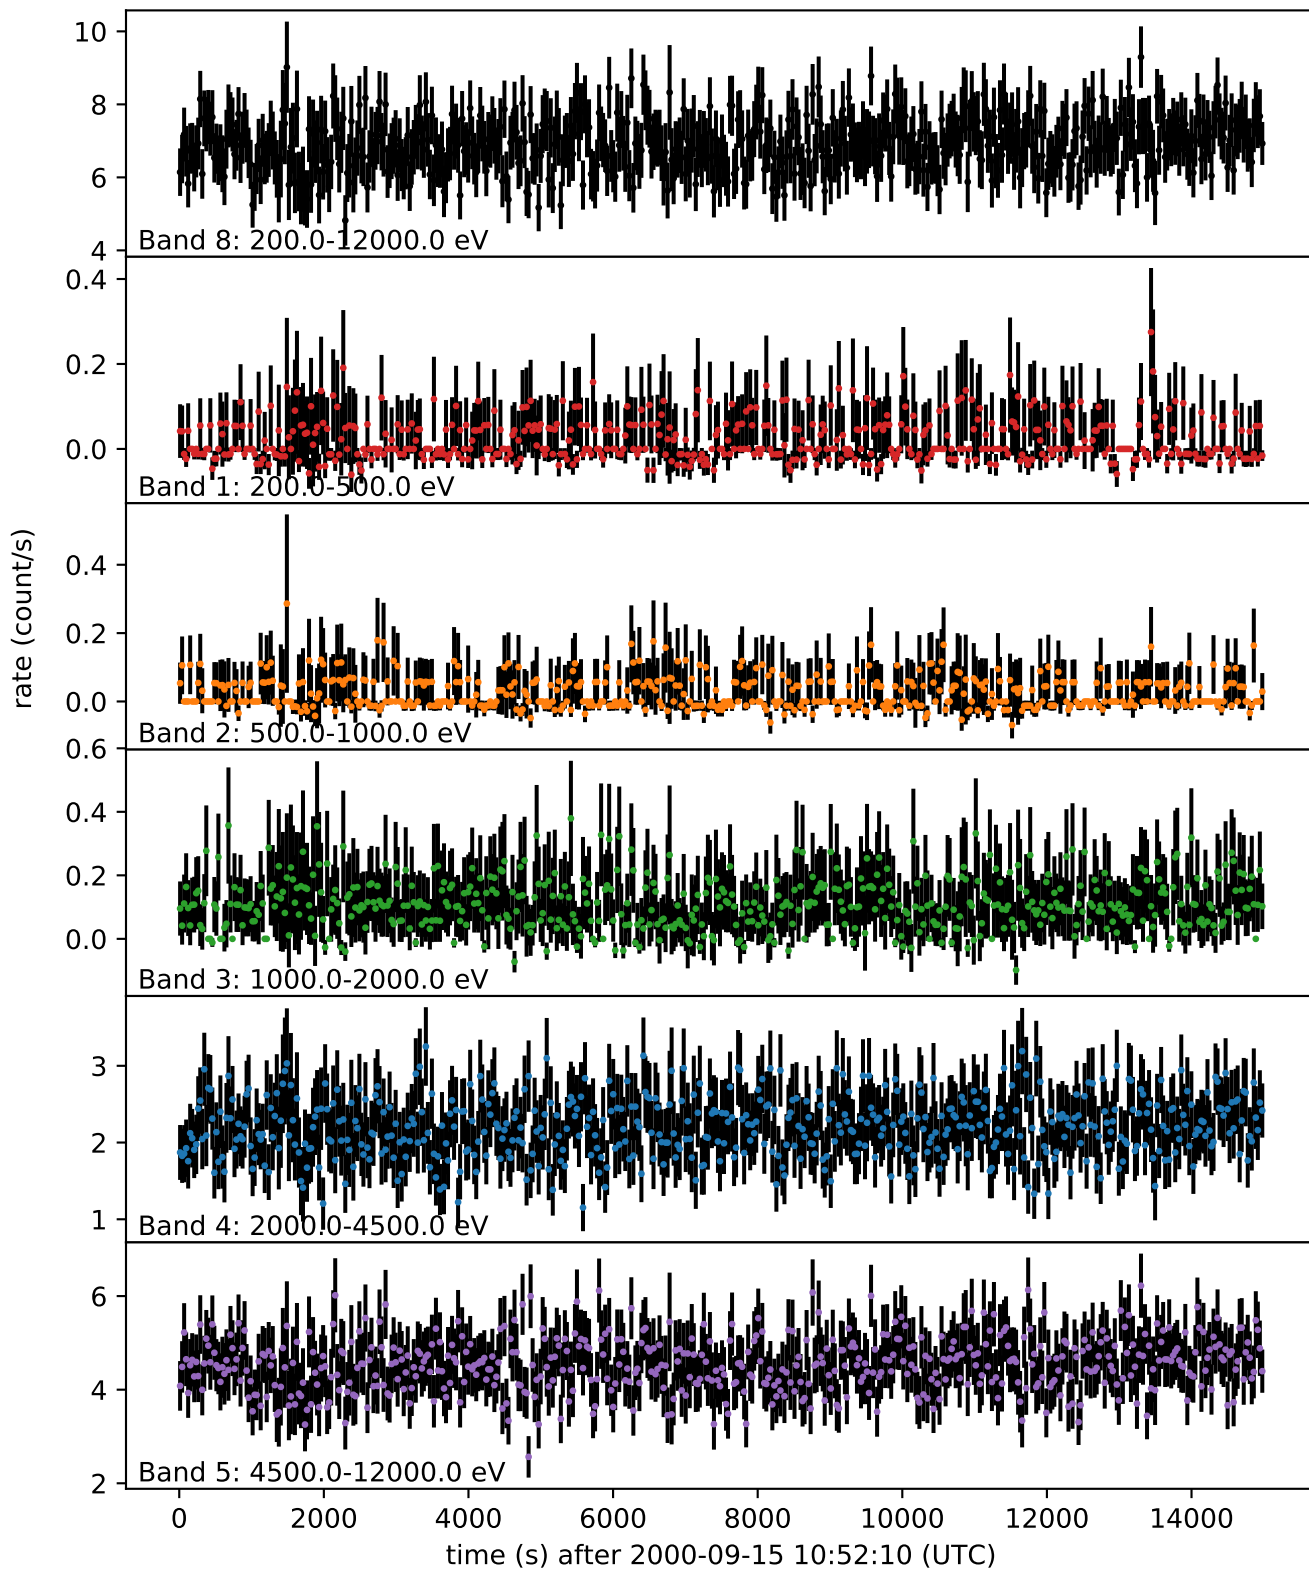 10
8
6
4
Band 8: 200.0-12000.0 eV
0.4
0.2
0.0
Band 1: 200.0-500.0 eV
0.4
0.2
0.0
Band 2: 500.0-1000.0 eV
rate (count/s)
0.6
0.4
0.2
0.0
Band 3: 1000.0-2000.0 eV
3
2
1
Band 4: 2000.0-4500.0 eV
6
4
2
Band 5: 4500.0-12000.0 eV
0 2000 4000 6000 8000 10000 12000 14000
time (s) after 2000-09-15 10:52:10 (UTC)